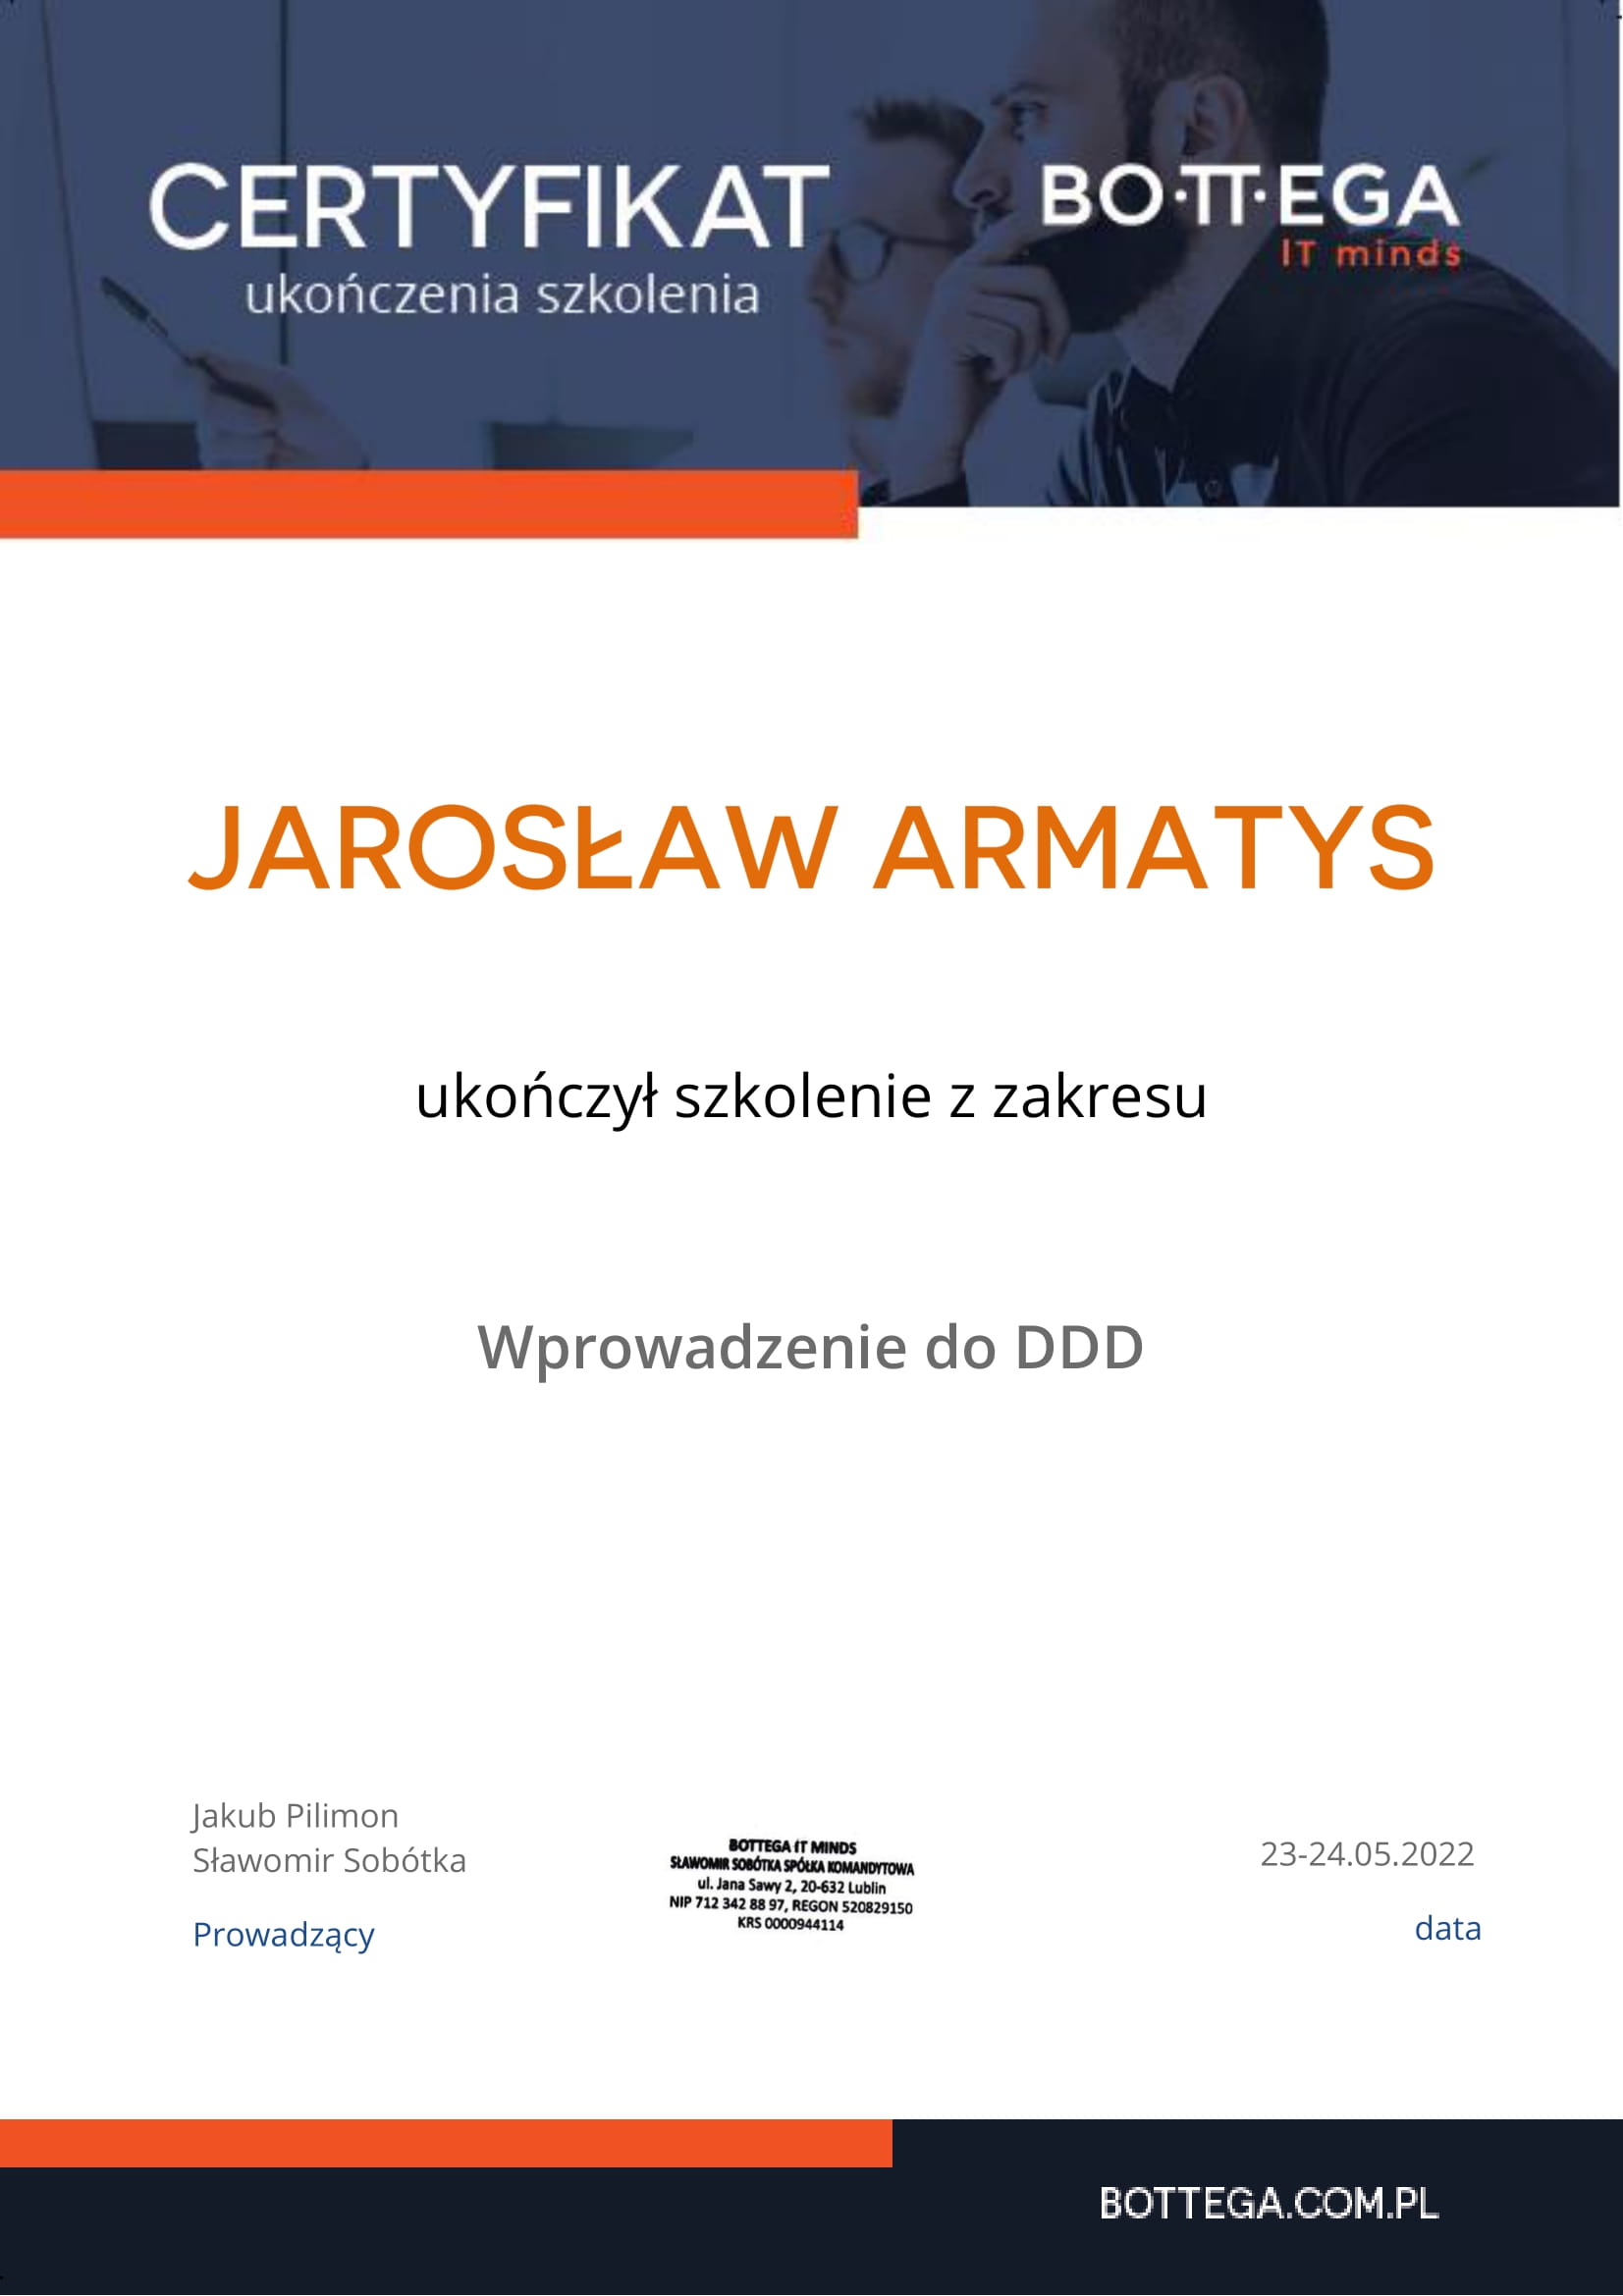 CERTYFIKAT
ukończenia szkolenia
BO·TT·EGA
IT minds
JAROSŁAW ARMATYS
ukończył szkolenie z zakresu
Wprowadzenie do DDD
Jakub Pilimon
Sławomir Sobótka
Prowadzący
BOTTEGA IT MINDS
SŁAWOMIR SOBÓTKA SPÓŁKA KOMANDYTOWA
ul. Jana Sawy 2, 20-632 Lublin
NIP 712 342 88 97, REGON 520829150
KRS 0000944114
23-24.05.2022
data
BOTTEGA.COM.PL